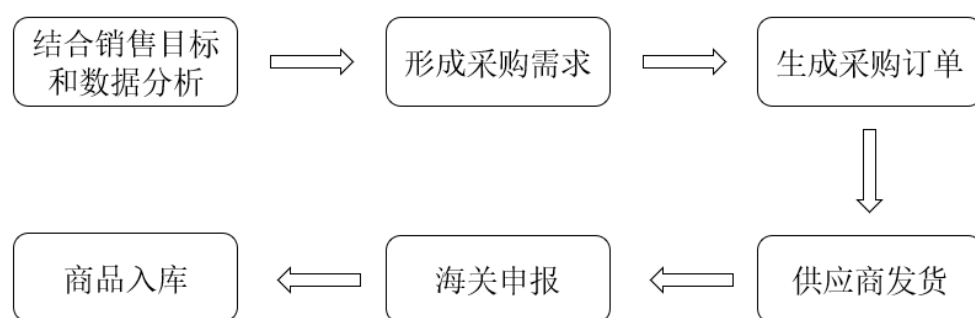 结合销售目标
和数据分析
形成采购需求
生成采购订单
供应商发货
海关申报
商品入库